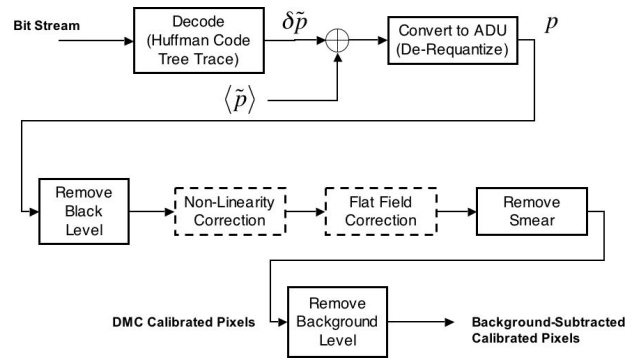 Bit Stream
Decode
(Huffman Code
Tree Trace)
δp̃
⟨p̃⟩
Convert to ADU
(De-Requantize)
p
Remove
Black
Level
Non-Linearity
Correction
Flat Field
Correction
Remove
Smear
DMC Calibrated Pixels
Remove
Background
Level
Background-Subtracted
Calibrated Pixels